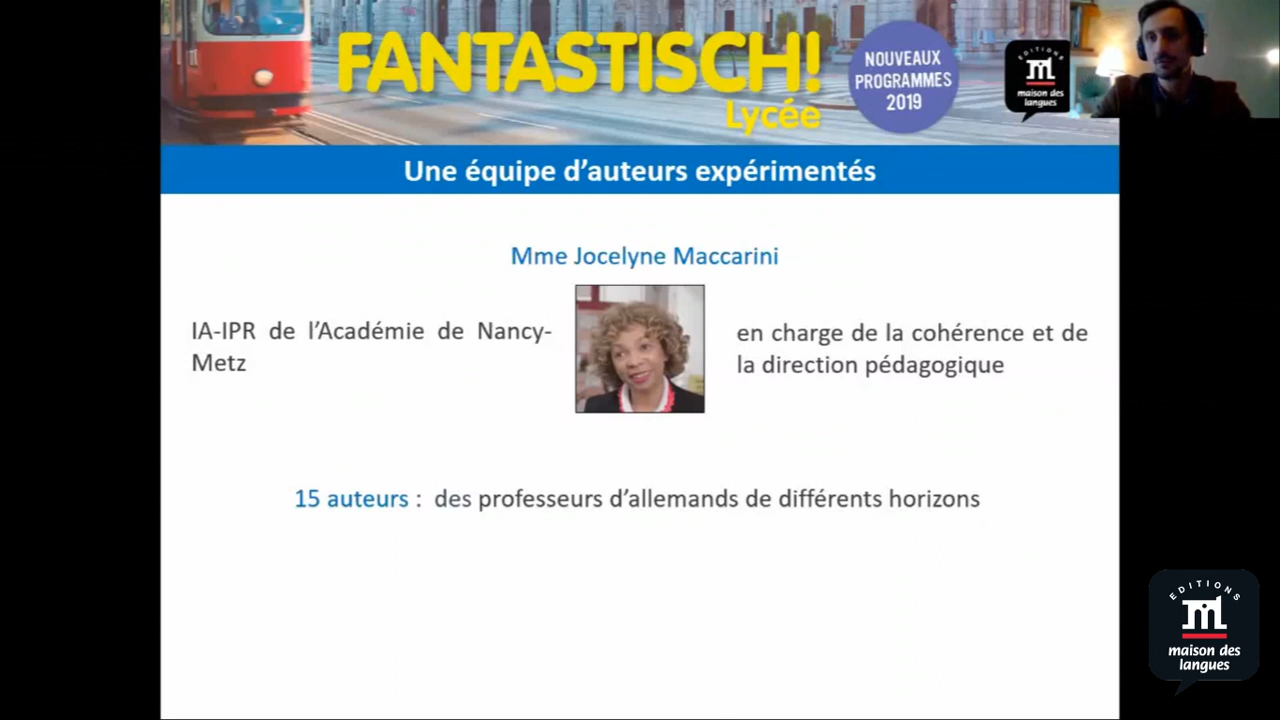 FANTASTISCH!
Lycée
NOUVEAUX
PROGRAMMES
2019
EDITIONS
maison des
langues
Une équipe d'auteurs expérimentés
Mme Jocelyne Maccarini
IA-IPR de l'Académie de Nancy-
Metz
en charge de la cohérence et de
la direction pédagogique
15 auteurs : des professeurs d'allemands de différents horizons
EDITIONS
maison des
langues